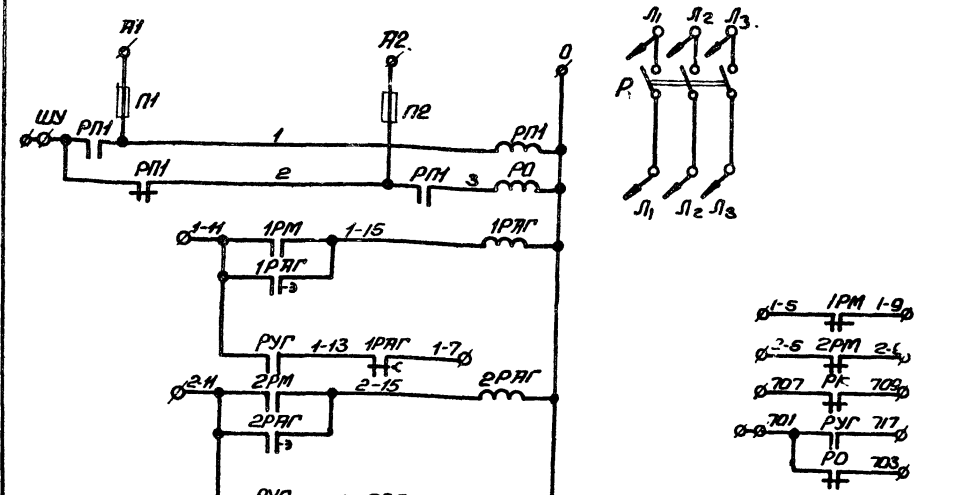 Л1 Л2 Л3.
А1
А2.
0
Р.
П1
П2
ШУ
РП1
1
РП1
РП1
2
РП1
3
РО
Л1 Л2 Л3
1-11
1РМ
1-15
1РАГ
1РАГ
РУГ
1-13
1РАГ
1-7
2-11
2РМ
2-15
2РАГ
2РАГ
1-5
1РМ
1-9
2РМ
707
РК
709
701
РУГ
717
РО
703